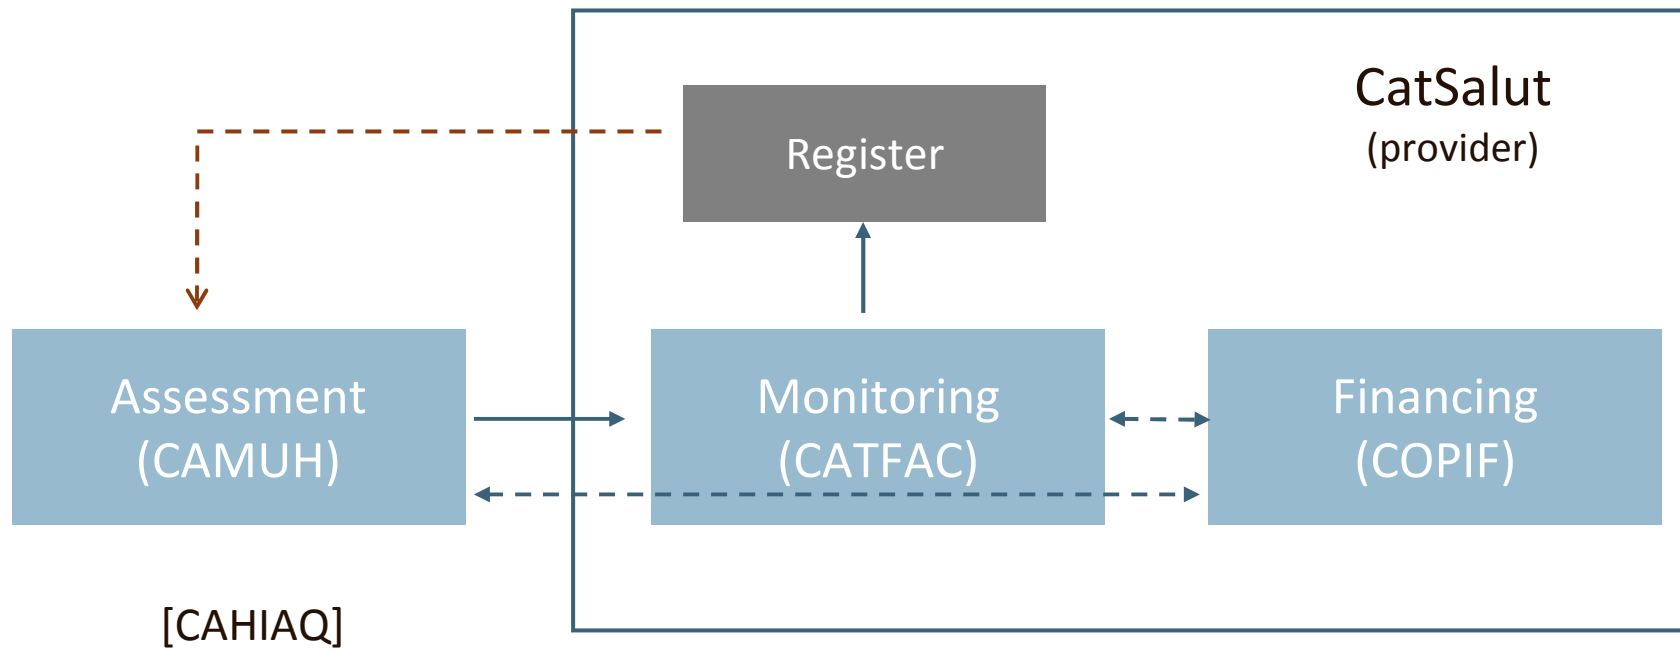 CatSalut
(provider)
Register
Assessment
(CAMUH)
Monitoring
(CATFAC)
Financing
(COPIF)
[CAHIAQ]